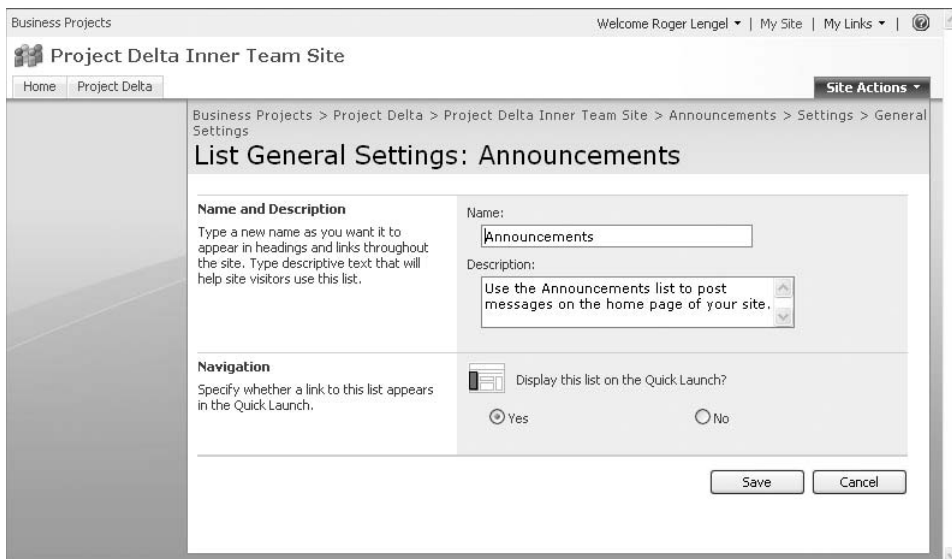 Business Projects
Welcome Roger Lengel ▾ | My Site | My Links ▾ |
Project Delta Inner Team Site
Home Project Delta
Site Actions ▾
Business Projects > Project Delta > Project Delta Inner Team Site > Announcements > Settings > General
Settings
List General Settings: Announcements
Name and Description
Type a new name as you want it to
appear in headings and links throughout
the site. Type descriptive text that will
help site visitors use this list.
Name:
Announcements
Description:
Use the Announcements list to post
messages on the home page of your site.
Navigation
Specify whether a link to this list appears
in the Quick Launch.
Display this list on the Quick Launch?
Yes
No
Save
Cancel